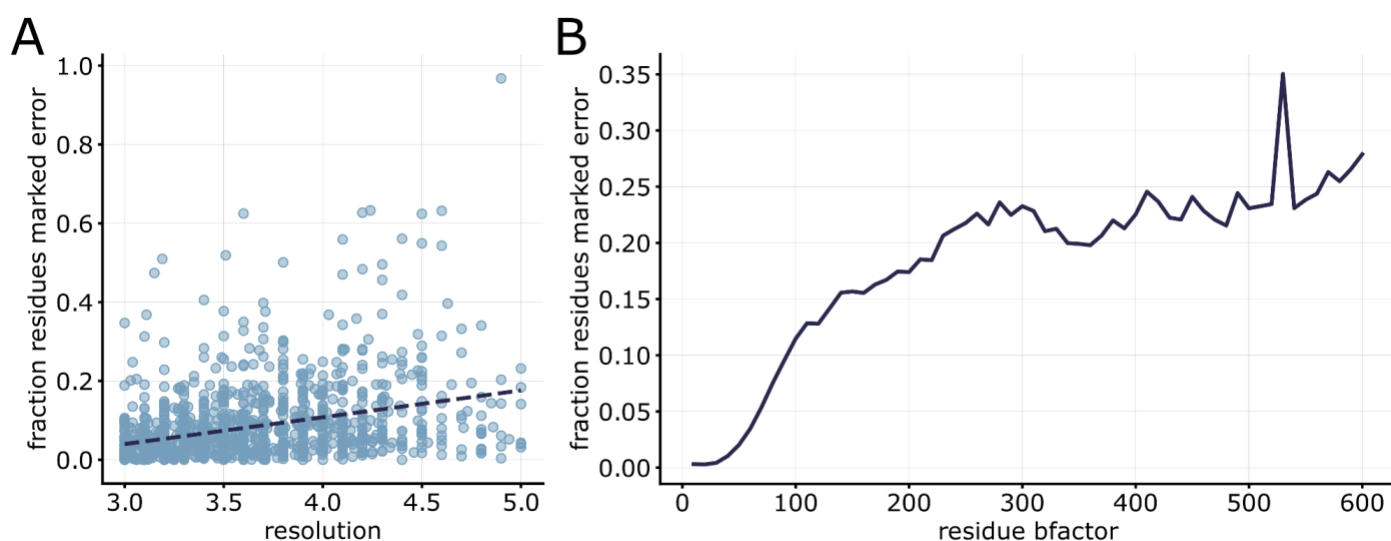 A
fraction residues marked error
1.0
0.8
0.6
0.4
0.2
0.0
3.0 3.5 4.0 4.5 5.0
resolution
B
fraction residues marked error
0.35
0.30
0.25
0.20
0.15
0.10
0.05
0.00
0 100 200 300 400 500 600
residue bfactor